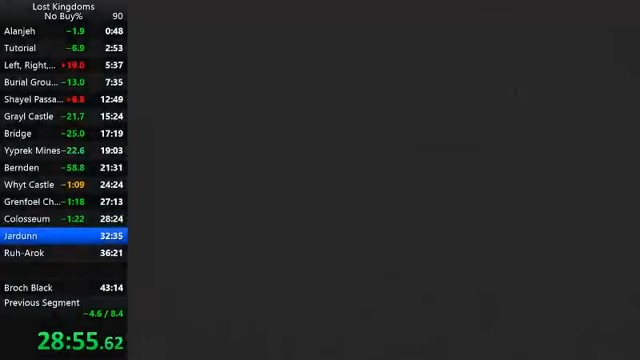 Lost Kingdoms
No Buy% 90
Alanjeh −1.9 0:48
Tutorial −6.9 2:53
Left, Right,... +19.0 5:37
Burial Grou... −13.0 7:35
Shayel Passa... +6.8 12:49
Grayl Castle −21.7 15:24
Bridge −25.0 17:19
Yyprek Mines −22.6 19:03
Bernden −58.8 21:31
Whyt Castle −1:09 24:24
Grenfoel Ch... −1:18 27:13
Colosseum −1:22 28:24
Jardunn 32:35
Ruh-Arok 36:21
Broch Black 43:14
Previous Segment
−4.6 / 8.4
28:55.62